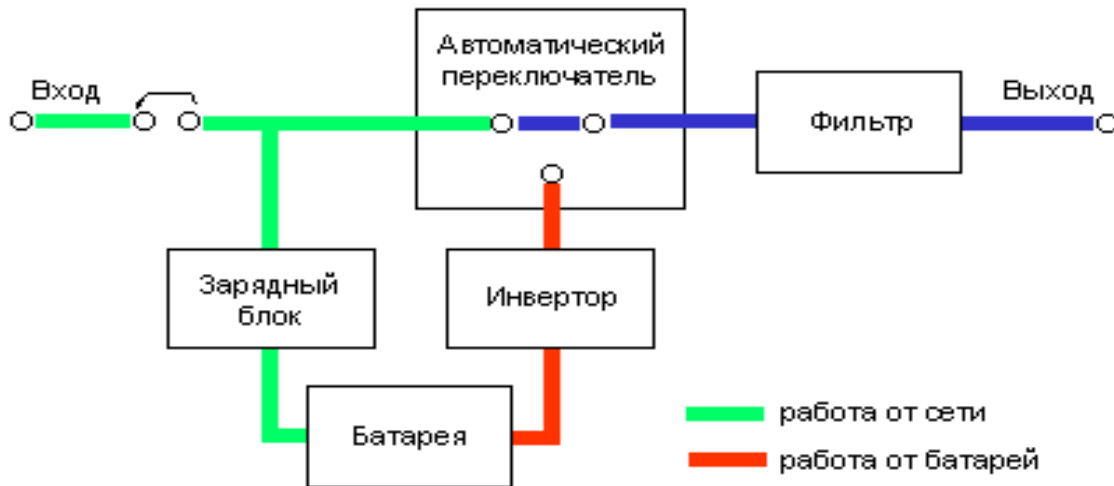 Автоматический
переключатель
Вход
Фильтр
Выход
Зарядный
блок
Инвертор
Батарея
работа от сети
работа от батарей